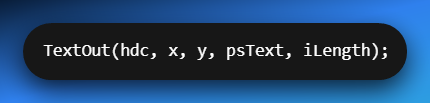 TextOut(hdc, x, y, psText, iLength);